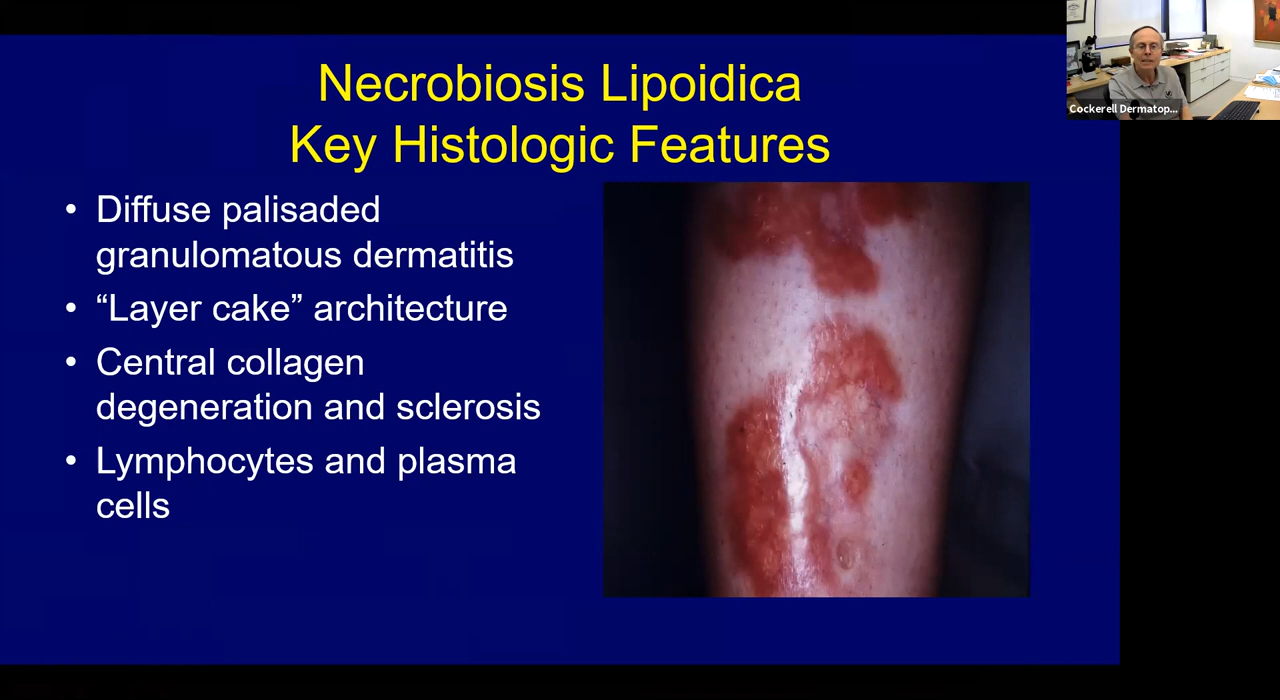 Necrobiosis Lipoidica
Key Histologic Features
• Diffuse palisaded
granulomatous dermatitis
• “Layer cake” architecture
• Central collagen
degeneration and sclerosis
• Lymphocytes and plasma
cells
Cockerell Dermatop...